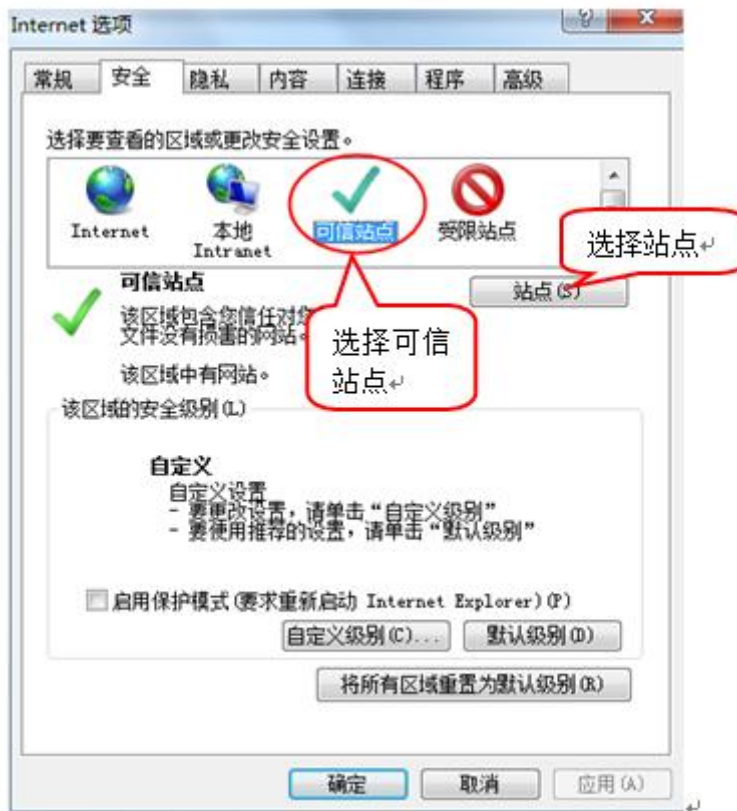 Internet 选项
常规 安全 隐私 内容 连接 程序 高级
选择要查看的区域或更改安全设置。
Internet
本地
Intranet
可信站点
受限站点
选择站点
可信站点
站点(S)
该区域包含您信任对您
文件没有损害的网站。
选择可信
站点
该区域中有网站。
该区域的安全级别(L)
自定义
自定义设置
- 要更改设置，请单击“自定义级别”
- 要使用推荐的设置，请单击“默认级别”
启用保护模式(要求重新启动 Internet Explorer)(P)
自定义级别(C)... 默认级别(D)
将所有区域重置为默认级别(R)
确定 取消 应用(A)